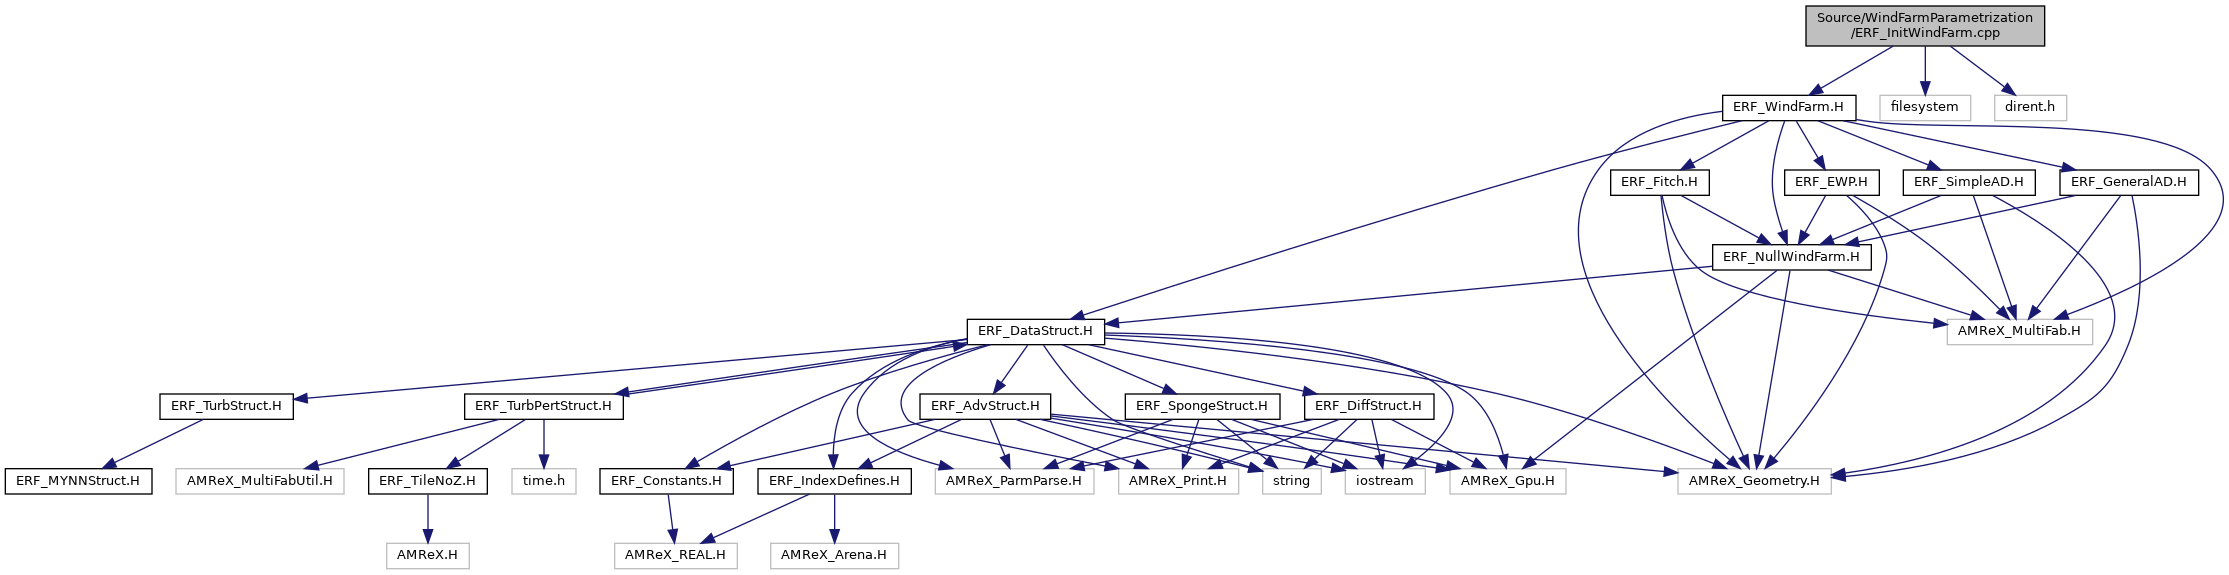 Source/WindFarmParametrization
/ERF_InitWindFarm.cpp
ERF_WindFarm.H
filesystem
dirent.h
ERF_Fitch.H
ERF_EWP.H
ERF_SimpleAD.H
ERF_GeneralAD.H
ERF_NullWindFarm.H
ERF_DataStruct.H
AMReX_MultiFab.H
ERF_TurbStruct.H
ERF_TurbPertStruct.H
ERF_AdvStruct.H
ERF_SpongeStruct.H
ERF_DiffStruct.H
ERF_MYNNStruct.H
AMReX_MultiFabUtil.H
ERF_TileNoZ.H
time.h
ERF_Constants.H
ERF_IndexDefines.H
AMReX_ParmParse.H
AMReX_Print.H
string
iostream
AMReX_Gpu.H
AMReX_Geometry.H
AMReX.H
AMReX_REAL.H
AMReX_Arena.H